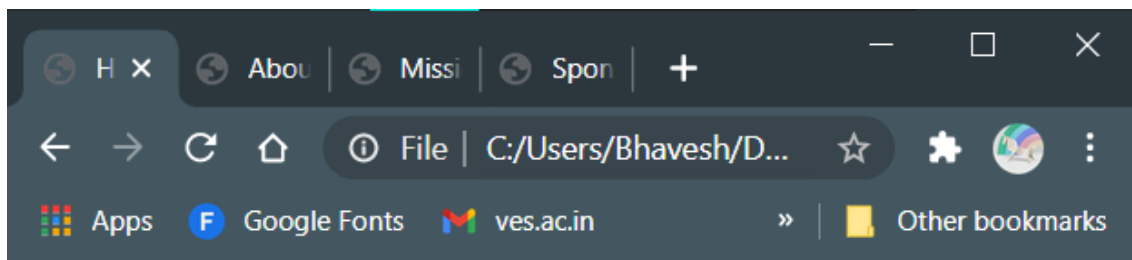 H Abou Missi Spon
File C:/Users/Bhavesh/D...
Apps F Google Fonts ves.ac.in » Other bookmarks